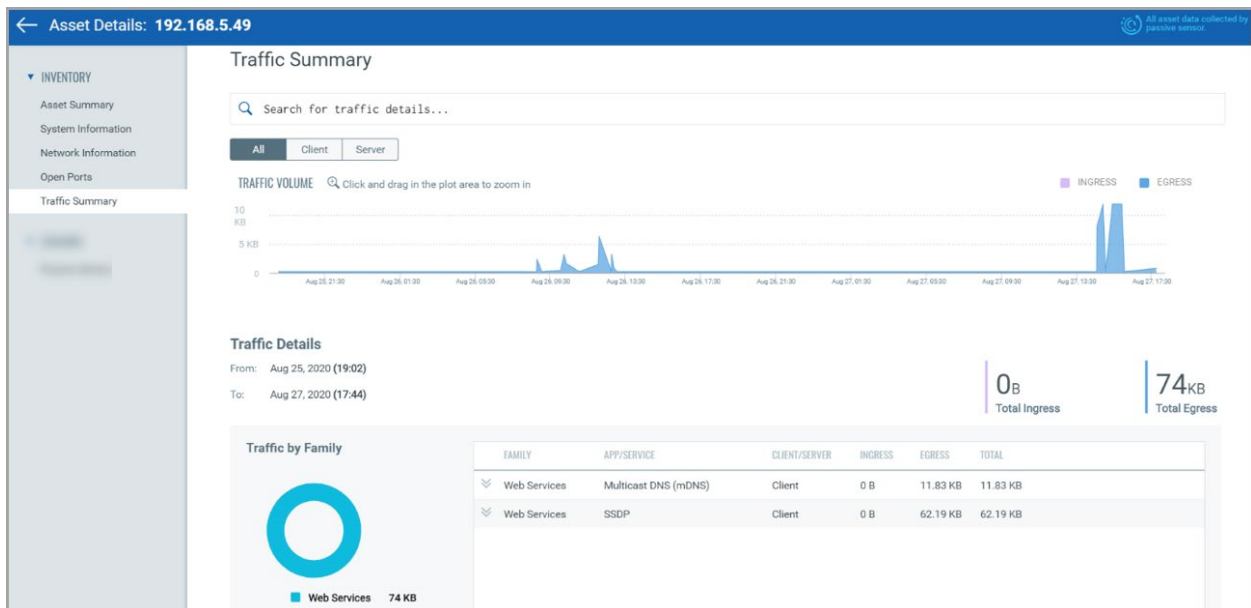 Asset Details: 192.168.5.49
All asset data collected by
passive sensor.
INVENTORY
Asset Summary
System Information
Network Information
Open Ports
Traffic Summary
Traffic Summary
Search for traffic details...
All Client Server
TRAFFIC VOLUME Click and drag in the plot area to zoom in
INGRESS EGRESS
10
KB
5 KB
0
Aug 25, 21:30 Aug 26, 01:30 Aug 26, 05:30 Aug 26, 09:30 Aug 26, 13:30 Aug 26, 17:30 Aug 26, 21:30 Aug 27, 01:30 Aug 27, 05:30 Aug 27, 09:30 Aug 27, 13:30 Aug 27, 17:30
Traffic Details
From: Aug 25, 2020 (19:02)
To: Aug 27, 2020 (17:44)
0B
Total Ingress
74KB
Total Egress
Traffic by Family
Web Services 74 KB
FAMILY APP/SERVICE CLIENT/SERVER INGRESS EGRESS TOTAL
Web Services Multicast DNS (mDNS) Client 0 B 11.83 KB 11.83 KB
Web Services SSDP Client 0 B 62.19 KB 62.19 KB